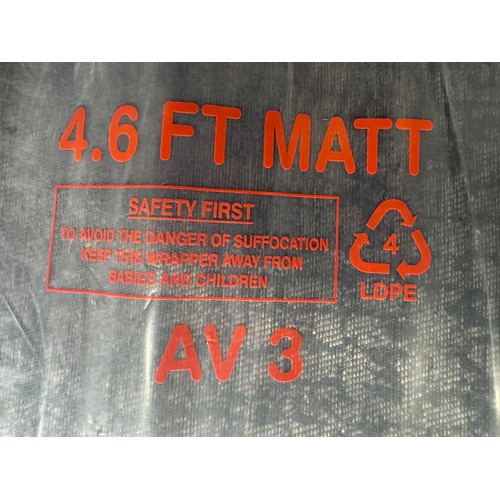 4.6 FT MATT
SAFETY FIRST
TO AVOID THE DANGER OF SUFFOCATION
KEEP THIS WRAPPER AWAY FROM
BABIES AND CHILDREN
4
LDPE
AV 3